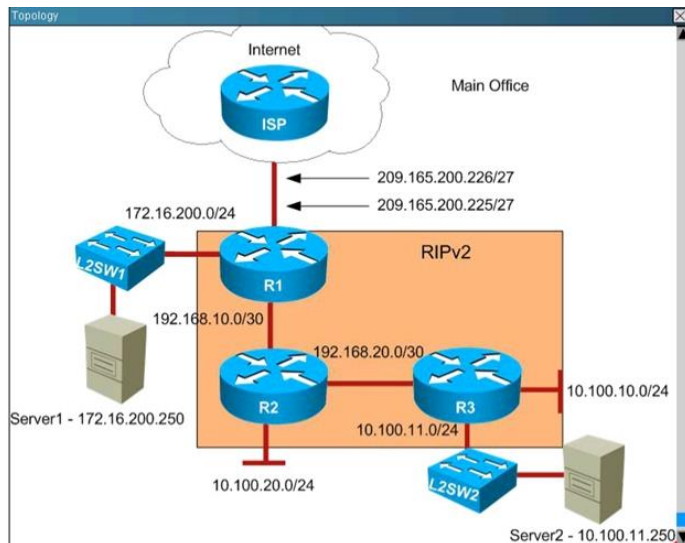 Topology
Internet
Main Office
ISP
209.165.200.226/27
209.165.200.225/27
172.16.200.0/24
RIPv2
L2SW1
R1
192.168.10.0/30
192.168.20.0/30
10.100.10.0/24
Server1 - 172.16.200.250
R2
R3
10.100.11.0/24
10.100.20.0/24
L2SW2
Server2 - 10.100.11.250